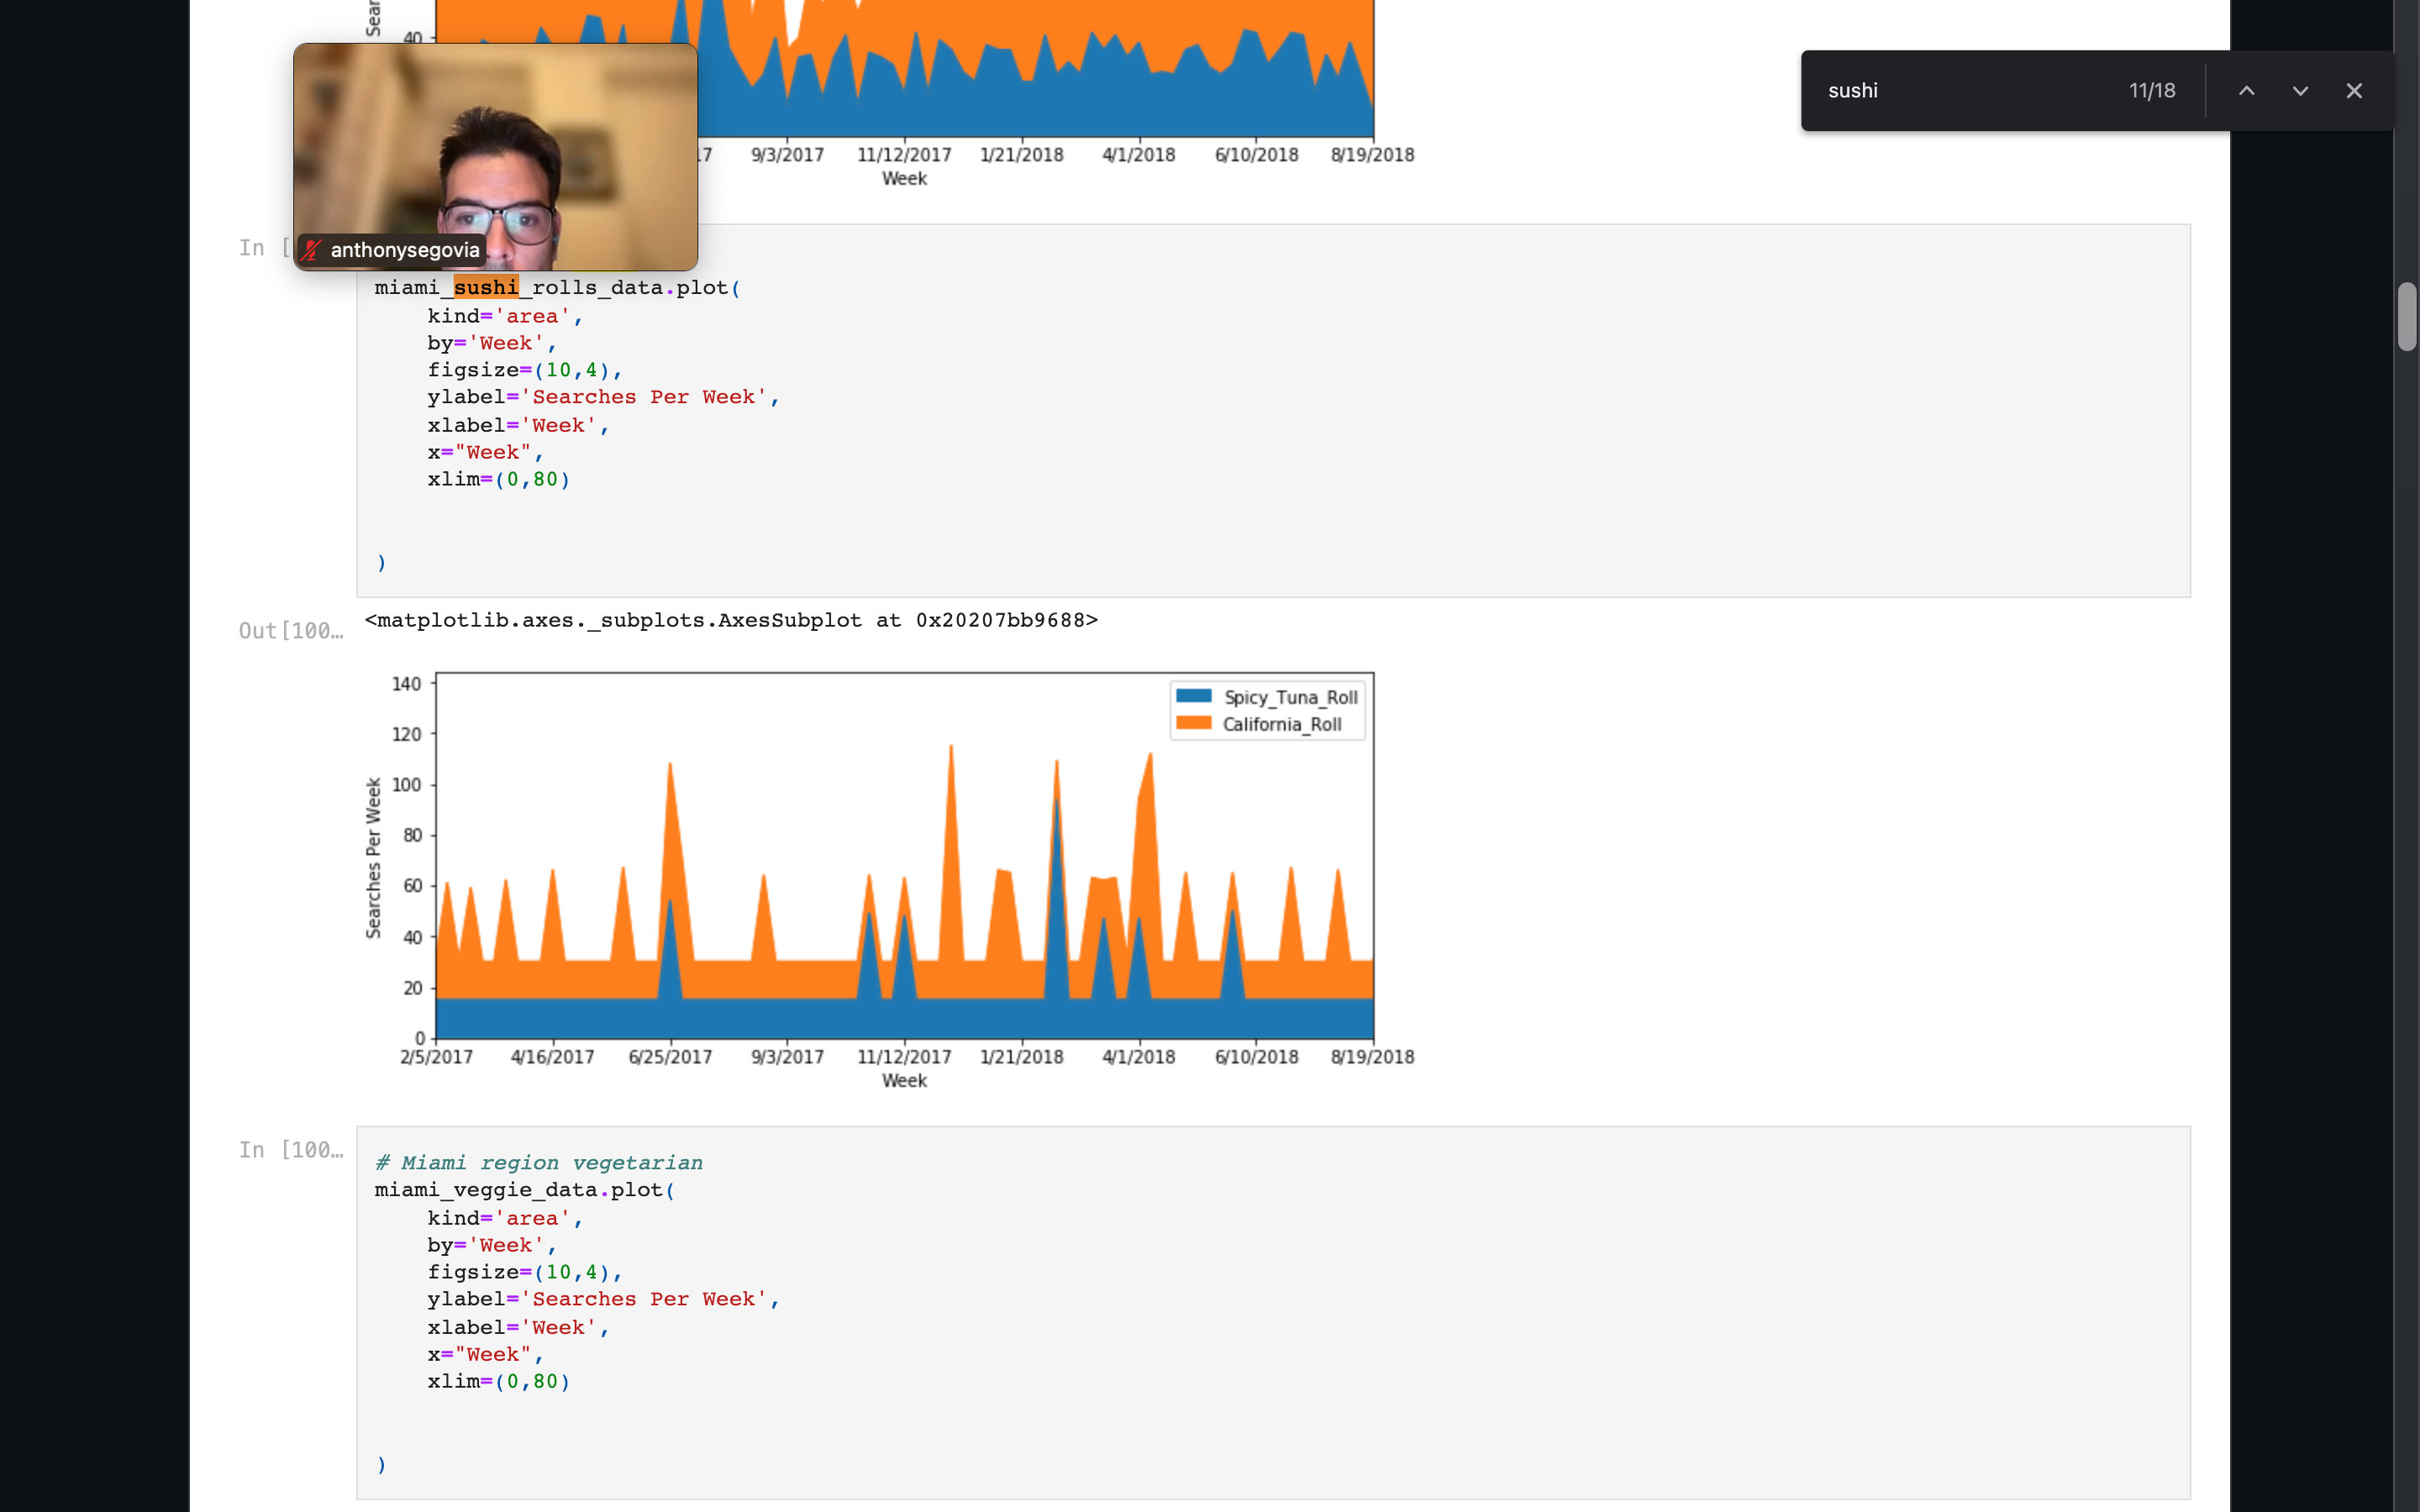 Sear
40
sushi 11/18
17 9/3/2017 11/12/2017 1/21/2018 4/1/2018 6/10/2018 8/19/2018
Week
In [
anthonysegovia
miami_sushi_rolls_data.plot(
kind='area',
by='Week',
figsize=(10,4),
ylabel='Searches Per Week',
xlabel='Week',
x="Week",
xlim=(0,80)
)
Out[100…
<matplotlib.axes._subplots.AxesSubplot at 0x20207bb9688>
140
120
100
80
60
40
20
0
Searches Per Week
Spicy_Tuna_Roll
California_Roll
2/5/2017 4/16/2017 6/25/2017 9/3/2017 11/12/2017 1/21/2018 4/1/2018 6/10/2018 8/19/2018
Week
In [100…
# Miami region vegetarian
miami_veggie_data.plot(
kind='area',
by='Week',
figsize=(10,4),
ylabel='Searches Per Week',
xlabel='Week',
x="Week",
xlim=(0,80)
)